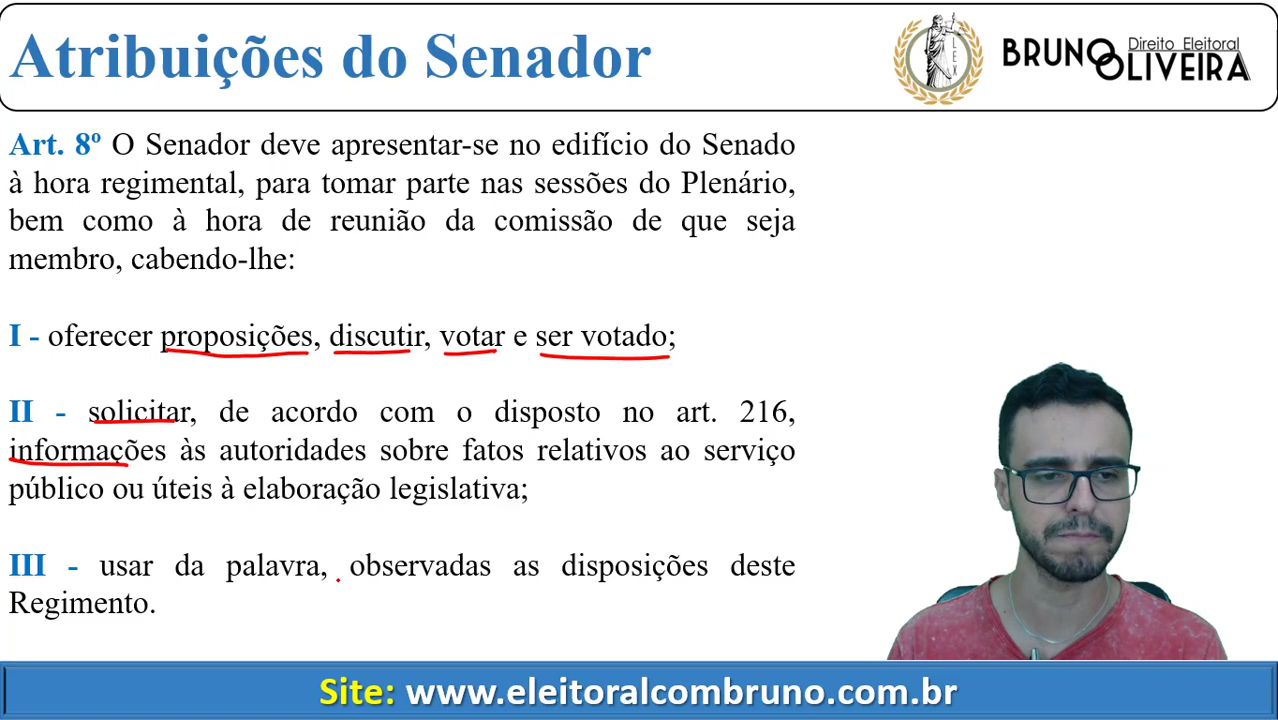 Atribuições do Senador
LEX
BRUNO OLIVEIRA
Direito Eleitoral
Art. 8º O Senador deve apresentar-se no edifício do Senado
à hora regimental, para tomar parte nas sessões do Plenário,
bem como à hora de reunião da comissão de que seja
membro, cabendo-lhe:
I - oferecer proposições, discutir, votar e ser votado;
II - solicitar, de acordo com o disposto no art. 216,
informações às autoridades sobre fatos relativos ao serviço
público ou úteis à elaboração legislativa;
III - usar da palavra, observadas as disposições deste
Regimento.
Site: www.eleitoralcombruno.com.br